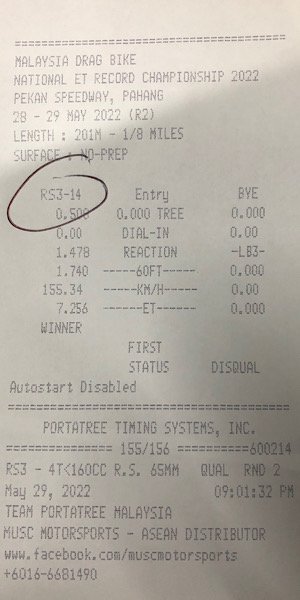 ================================
MALAYSIA DRAG BIKE
NATIONAL ET RECORD CHAMPIONSHIP 2022
PEKAN SPEEDWAY, PAHANG
28 - 29 MAY 2022 (R2)
LENGTH : 201M - 1/8 MILES
SURFACE : NO-PREP
================================
RS3-14 Entry BYE
0.500 0.000 TREE 0.000
0.00 DIAL-IN 0.00
1.478 REACTION -LB3-
1.740 -----60FT------ 0.000
155.34 -----KM/H------ 0.00
7.256 ------ET------- 0.000
WINNER
FIRST
STATUS DISQUAL
Autostart Disabled
================================
PORTATREE TIMING SYSTEMS, INC.
============== 155/156 ==========600214
RS3 - 4T<160CC R.S. 65MM QUAL RND 2
May 29, 2022 09:01:32 PM
TEAM PORTATREE MALAYSIA
MUSC MOTORSPORTS - ASEAN DISTRIBUTOR
www.facebook.com/muscmotorsports
+6016-6681490